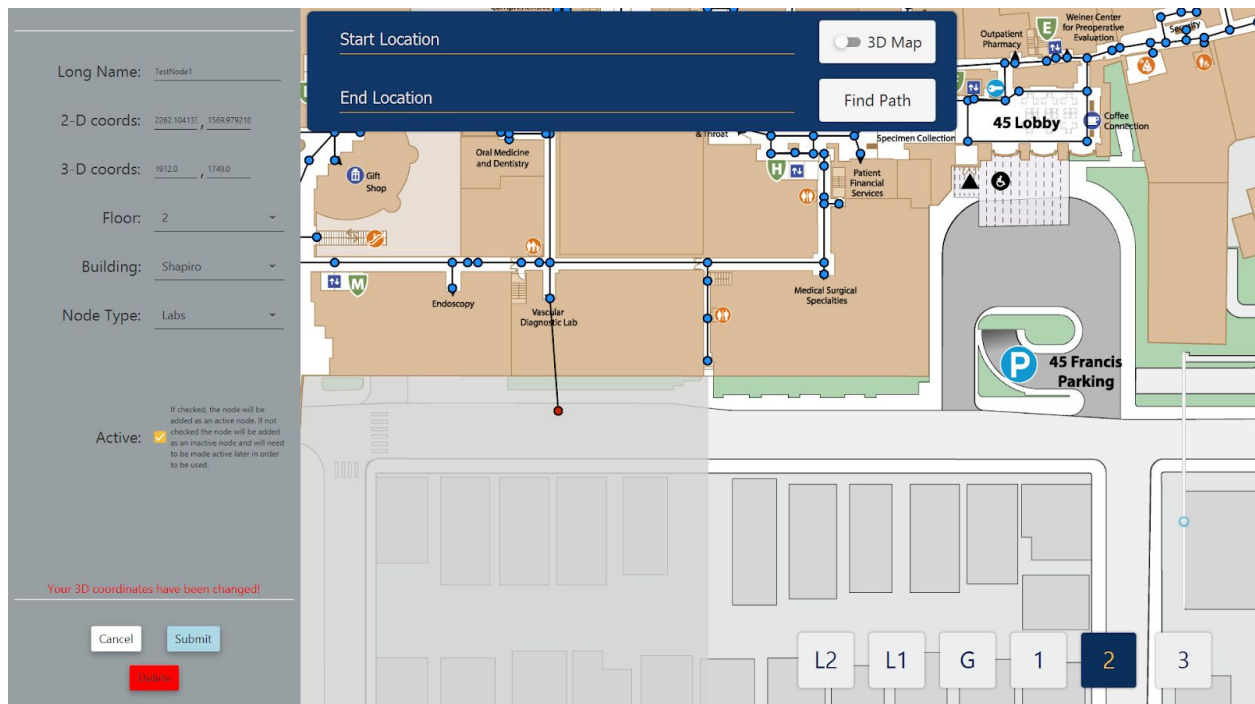 Long Name: TestNode1
2-D coords: 2262.104133 , 1569.979218
3-D coords: 1912.0 , 1749.0
Floor: 2
Building: Shapiro
Node Type: Labs
Active:
If checked, the node will be
added as an active node. If not
checked the node will be added
as an inactive node and will need
to be made active later in order
to be used.
Your 3D coordinates have been changed!
Cancel
Submit
Delete
Start Location
3D Map
End Location
Find Path
Outpatient
Pharmacy
E
Weiner Center
for Preoperative
Evaluation
Security
F
45 Lobby
Coffee
Connection
Oral Medicine
and Dentistry
& Throat
Specimen Collection
Gift
Shop
H
Patient
Financial
Services
M
Endoscopy
Vascular
Diagnostic Lab
Medical Surgical
Specialties
P
45 Francis
Parking
L2
L1
G
1
2
3